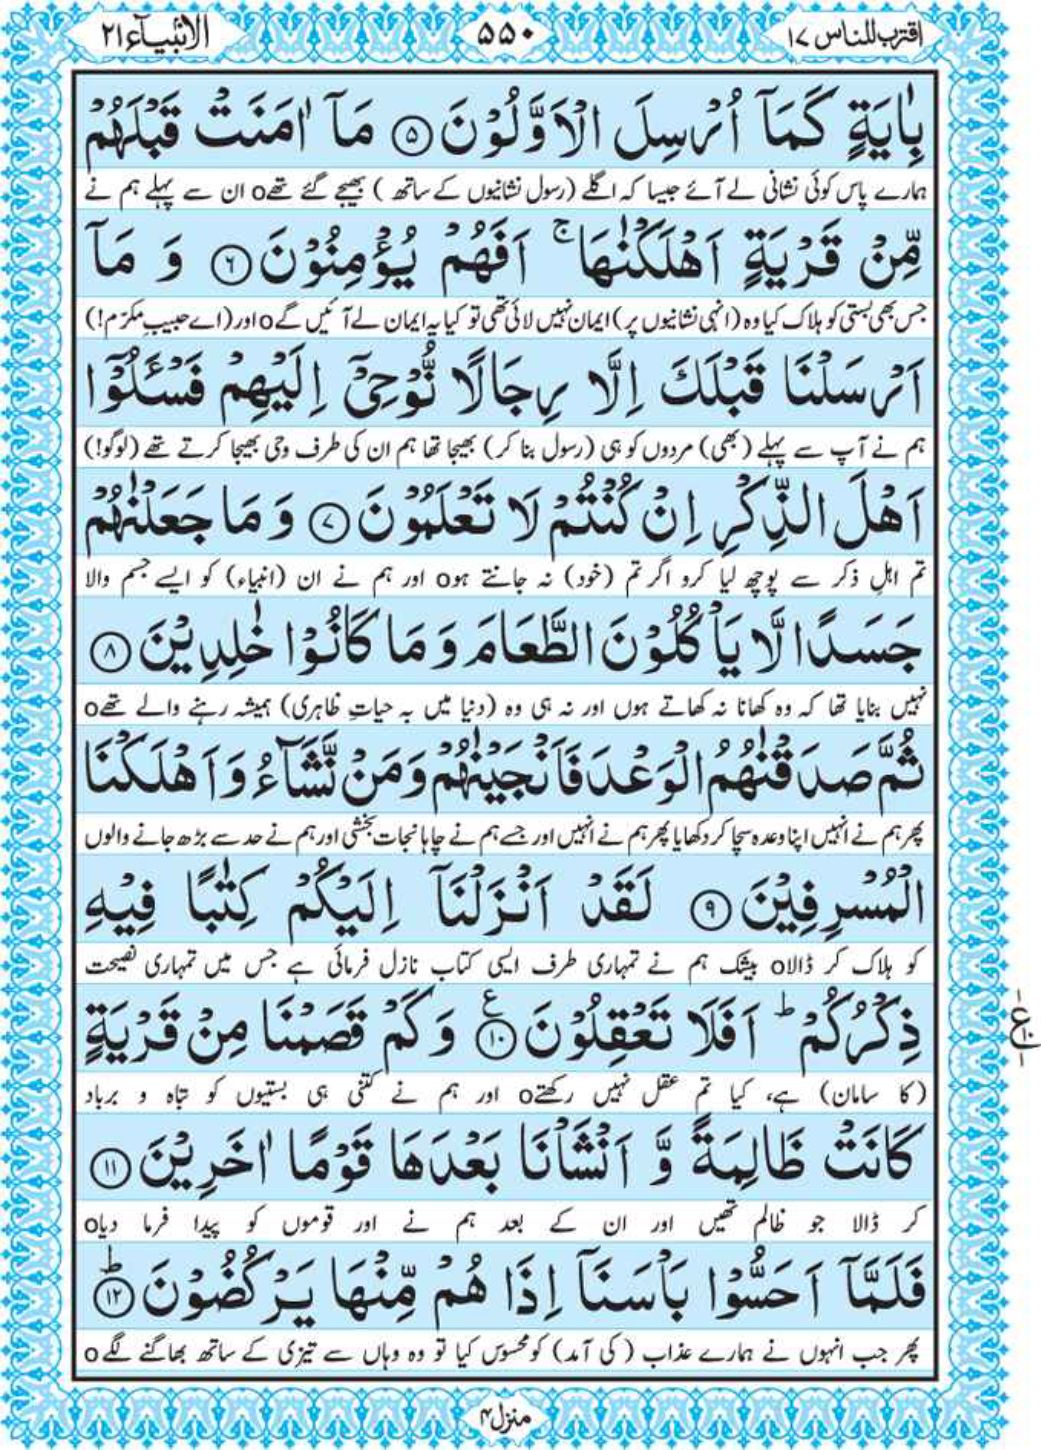 اقترب للناس ۱۷
۵۵۰
الانبیآء ۲۱
بِاٰیَةٍ كَمَاۤ اُرْسِلَ الْاَوَّلُوْنَ ۵ مَاۤ اٰمَنَتْ قَبْلَهُمْ
ہمارے پاس کوئی نشانی لے آئے جیسا کہ اگلے (رسول نشانیوں کے ساتھ) بھیجے گئے تھےo ان سے پہلے ہم نے
مِّنْ قَرْیَةٍ اَهْلَكْنٰهَا ۚ اَفَهُمْ یُؤْمِنُوْنَ ۶ وَ مَاۤ
جس بھی بستی کو ہلاک کیا وہ (انہی نشانیوں پر) ایمان نہیں لائی تھی تو کیا یہ ایمان لے آئیں گےo اور (اے حبیبِ مکرّم!)
اَرْسَلْنَا قَبْلَكَ اِلَّا رِجَالًا نُّوْحِیْۤ اِلَیْهِمْ فَسْـَٔلُوْۤا
ہم نے آپ سے پہلے (بھی) مردوں کو ہی (رسول بنا کر) بھیجا تھا ہم ان کی طرف وحی بھیجا کرتے تھے (لوگو!)
اَهْلَ الذِّكْرِ اِنْ كُنْتُمْ لَا تَعْلَمُوْنَ ۷ وَ مَا جَعَلْنٰهُمْ
تم اہلِ ذکر سے پوچھ لیا کرو اگر تم (خود) نہ جانتے ہوo اور ہم نے ان (انبیاء) کو ایسے جسم والا
جَسَدًا لَّا یَاْكُلُوْنَ الطَّعَامَ وَ مَا كَانُوْا خٰلِدِیْنَ ۸
نہیں بنایا تھا کہ وہ کھانا نہ کھاتے ہوں اور نہ ہی وہ (دنیا میں بہ حیاتِ ظاہری) ہمیشہ رہنے والے تھےo
ثُمَّ صَدَقْنٰهُمُ الْوَعْدَ فَاَنْجَیْنٰهُمْ وَ مَنْ نَّشَآءُ وَ اَهْلَكْنَا
پھر ہم نے انہیں اپنا وعدہ سچا کر دکھایا پھر ہم نے انہیں اور جسے ہم نے چاہا نجات بخشی اور ہم نے حد سے بڑھ جانے والوں
الْمُسْرِفِیْنَ ۹ لَقَدْ اَنْزَلْنَاۤ اِلَیْكُمْ كِتٰبًا فِیْهِ
کو ہلاک کر ڈالاo بیشک ہم نے تمہاری طرف ایسی کتاب نازل فرمائی ہے جس میں تمہاری نصیحت
ذِكْرُكُمْ ؕ اَفَلَا تَعْقِلُوْنَ ۱۰ ع وَ كَمْ قَصَمْنَا مِنْ قَرْیَةٍ
(کا سامان) ہے، کیا تم عقل نہیں رکھتےo اور ہم نے کتنی ہی بستیوں کو تباہ و برباد
كَانَتْ ظَالِمَةً وَّ اَنْشَاْنَا بَعْدَهَا قَوْمًا اٰخَرِیْنَ ۱۱
کر ڈالا جو ظالم تھیں اور ان کے بعد ہم نے اور قوموں کو پیدا فرما دیاo
فَلَمَّاۤ اَحَسُّوْا بَاْسَنَاۤ اِذَا هُمْ مِّنْهَا یَرْكُضُوْنَ ۱۲ ؕ
پھر جب انہوں نے ہمارے عذاب (کی آمد) کو محسوس کیا تو وہ وہاں سے تیزی کے ساتھ بھاگنے لگےo
منزل ۴